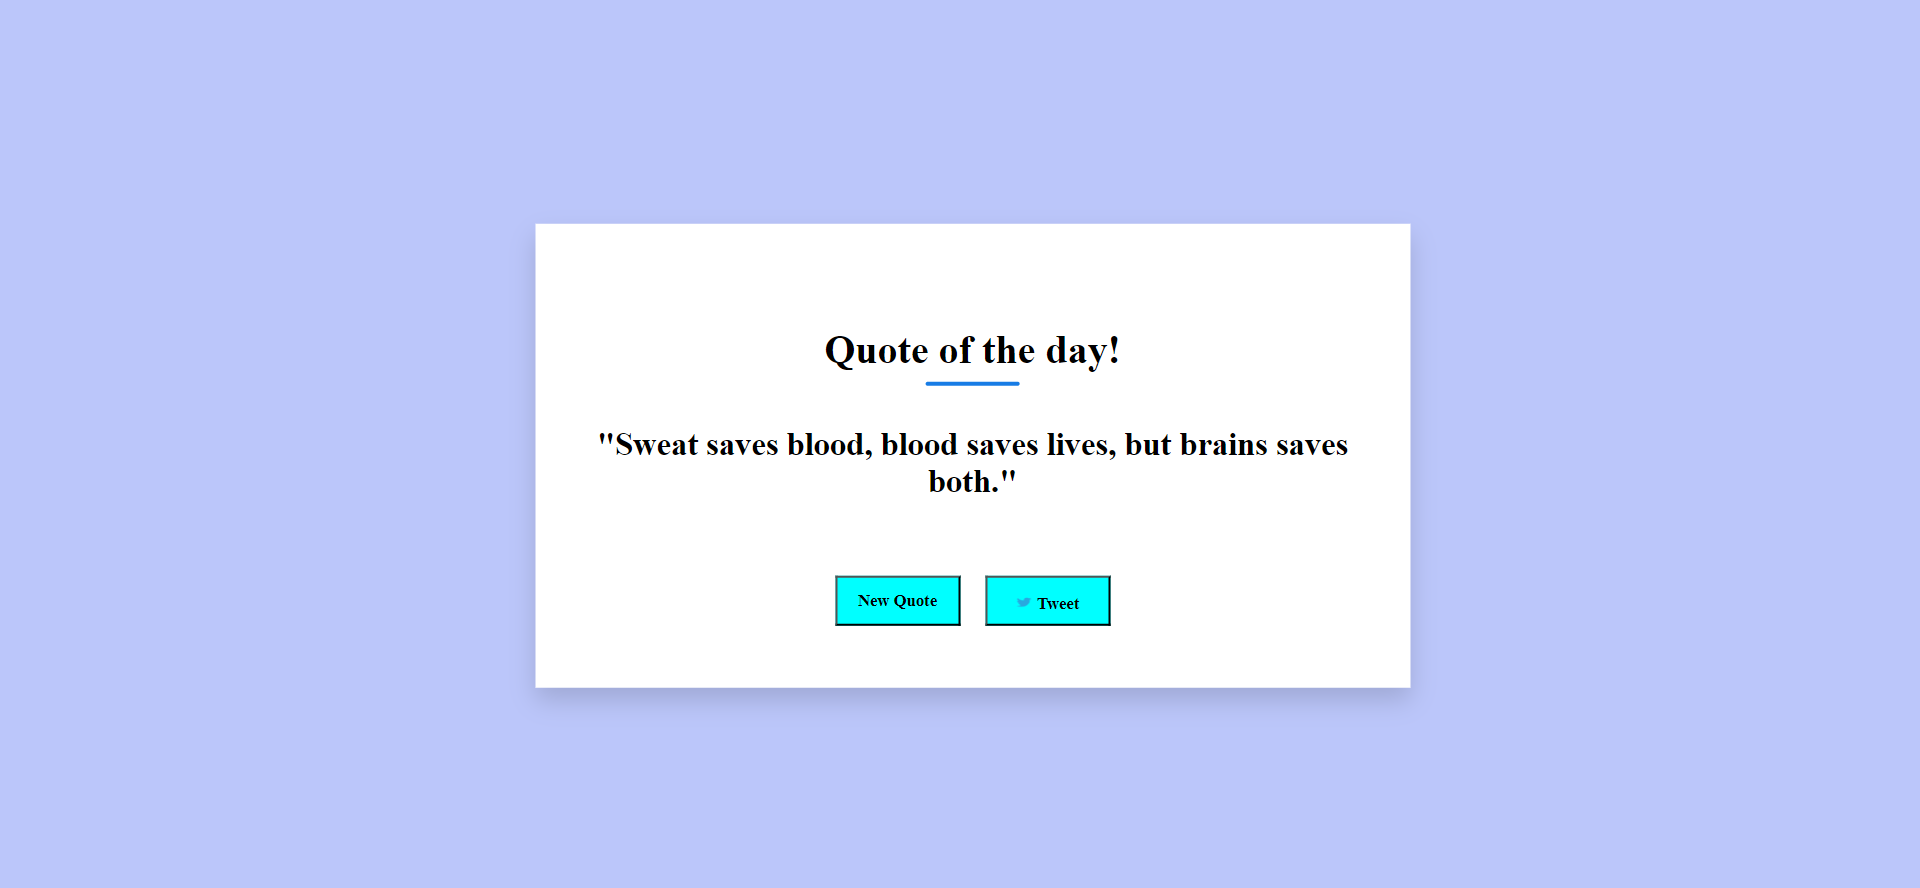 Quote of the day!
"Sweat saves blood, blood saves lives, but brains saves
both."
New Quote
Tweet